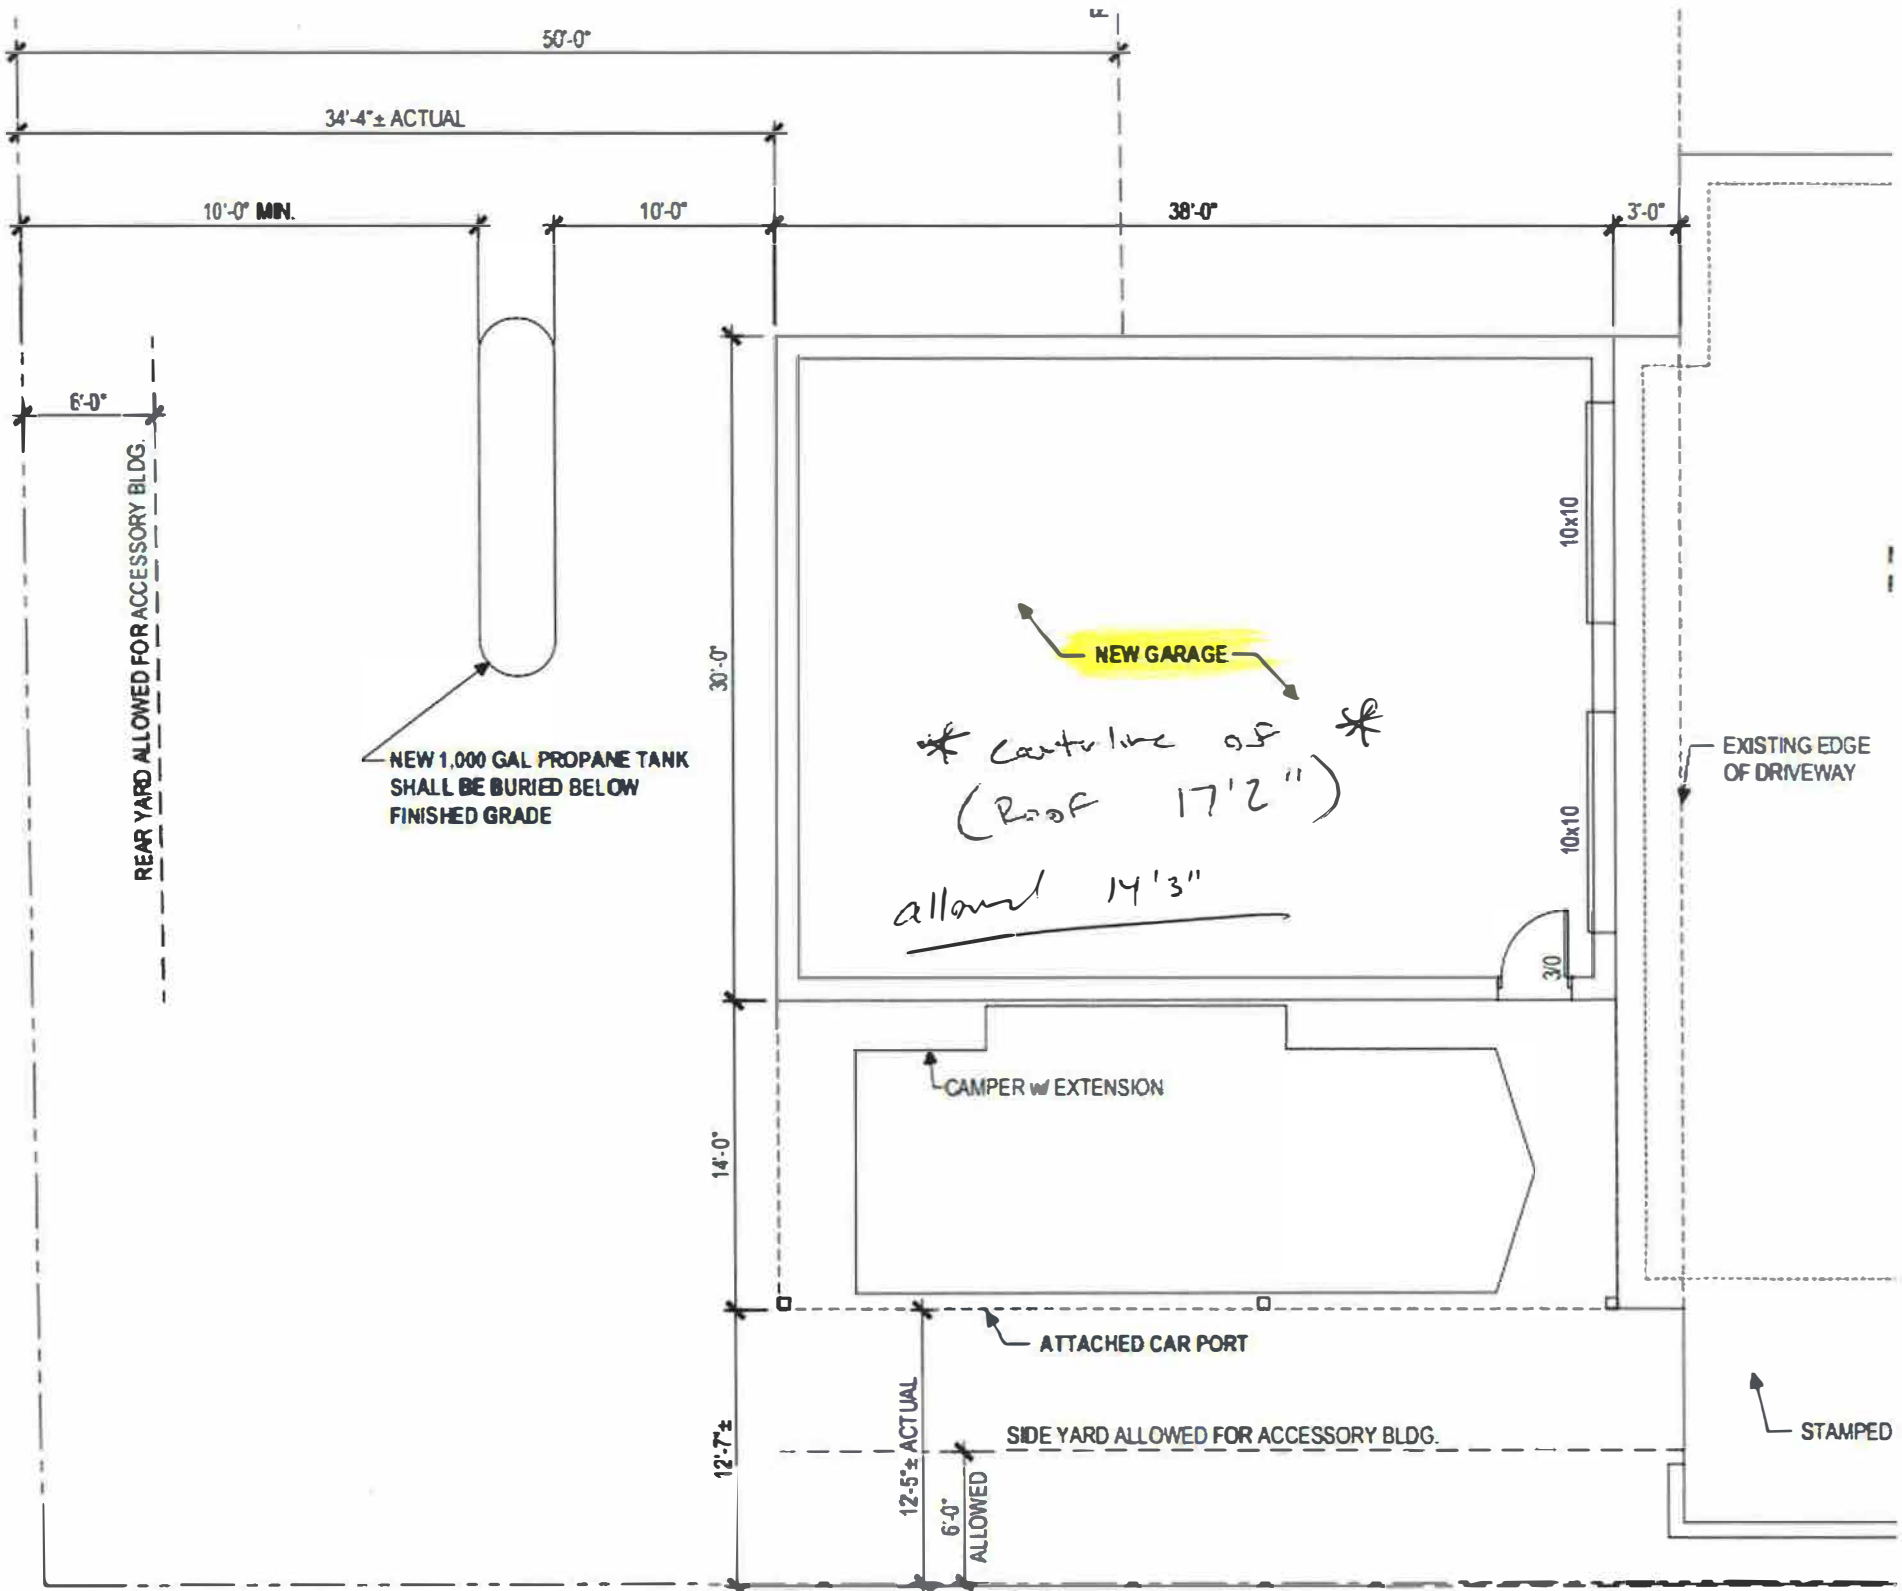 50'-0"
34'-4"± ACTUAL
10'-0" MIN.
10'-0"
38'-0"
3'-0"
6'-0"
REAR YARD ALLOWED FOR ACCESSORY BLDG.
30'-0"
10x10
NEW GARAGE
* Centerline of *
(Roof 17'2")
allowed 14'3"
NEW 1,000 GAL PROPANE TANK
SHALL BE BURIED BELOW
FINISHED GRADE
EXISTING EDGE
OF DRIVEWAY
10x10
3/0
CAMPER w/ EXTENSION
14'-0"
ATTACHED CAR PORT
12'-7"±
12'-5"± ACTUAL
SIDE YARD ALLOWED FOR ACCESSORY BLDG.
6'-0"
ALLOWED
STAMPED